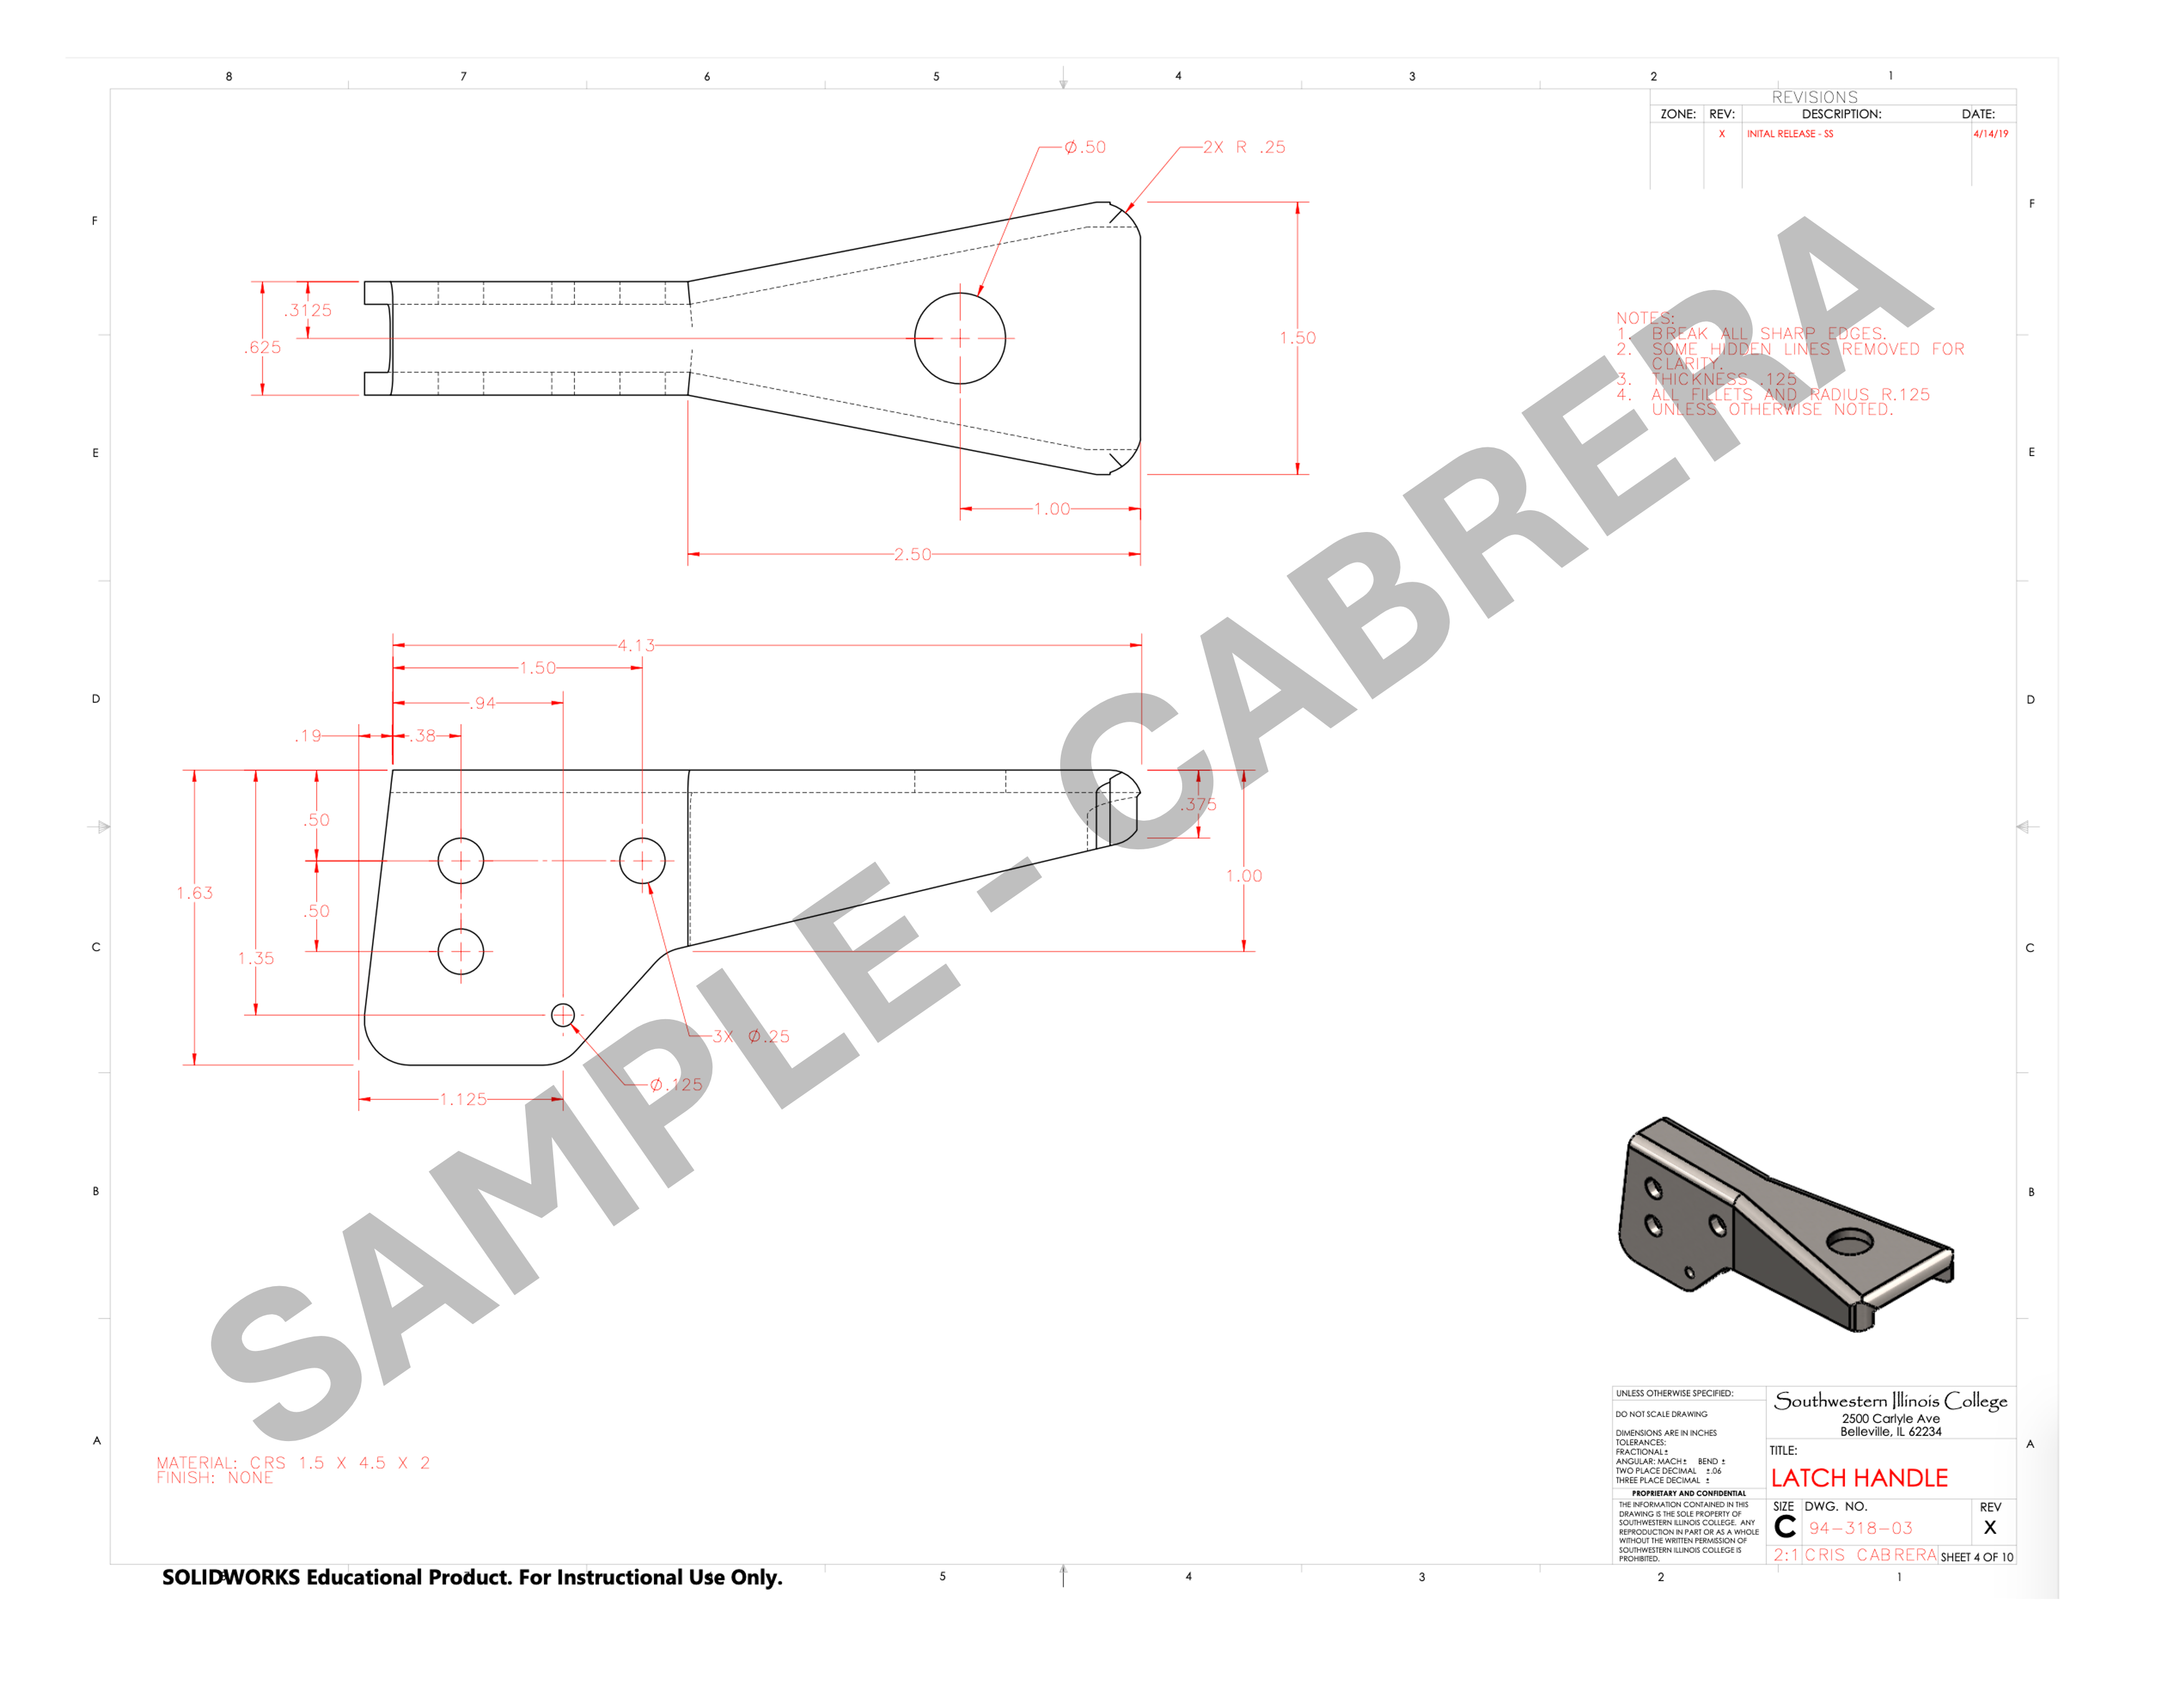 8 7 6 5 4 3 2 1
REVISIONS
ZONE: REV: DESCRIPTION: DATE:
X INITAL RELEASE - SS 4/14/19
F F
E E
D D
C C
B B
A A
Ø.50
2X R .25
.3125
.625
1.50
1.00
2.50
NOTES:
1. BREAK ALL SHARP EDGES.
2. SOME HIDDEN LINES REMOVED FOR
CLARITY.
3. THICKNESS .125
4. ALL FILLETS AND RADIUS R.125
UNLESS OTHERWISE NOTED.
4.13
1.50
.94
.19 .38
.50
.375
1.63
1.00
.50
1.35
3X Ø.25
Ø.125
1.125
SAMPLE - CABRERA
MATERIAL: CRS 1.5 X 4.5 X 2
FINISH: NONE
UNLESS OTHERWISE SPECIFIED:
DO NOT SCALE DRAWING
DIMENSIONS ARE IN INCHES
TOLERANCES:
FRACTIONAL±
ANGULAR: MACH± BEND ±
TWO PLACE DECIMAL ±.06
THREE PLACE DECIMAL ±
PROPRIETARY AND CONFIDENTIAL
THE INFORMATION CONTAINED IN THIS
DRAWING IS THE SOLE PROPERTY OF
SOUTHWESTERN ILLINOIS COLLEGE. ANY
REPRODUCTION IN PART OR AS A WHOLE
WITHOUT THE WRITTEN PERMISSION OF
SOUTHWESTERN ILLINOIS COLLEGE IS
PROHIBITED.
Southwestern Illinois College
2500 Carlyle Ave
Belleville, IL 62234
TITLE:
LATCH HANDLE
SIZE DWG. NO. REV
C 94-318-03 X
2:1 CRIS CABRERA SHEET 4 OF 10
SOLIDWORKS Educational Product. For Instructional Use Only.
5 4 3 2 1